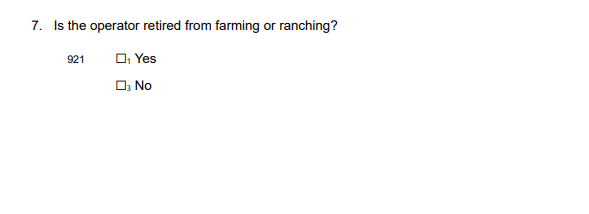 7. Is the operator retired from farming or ranching?
921 □₁ Yes
□₃ No